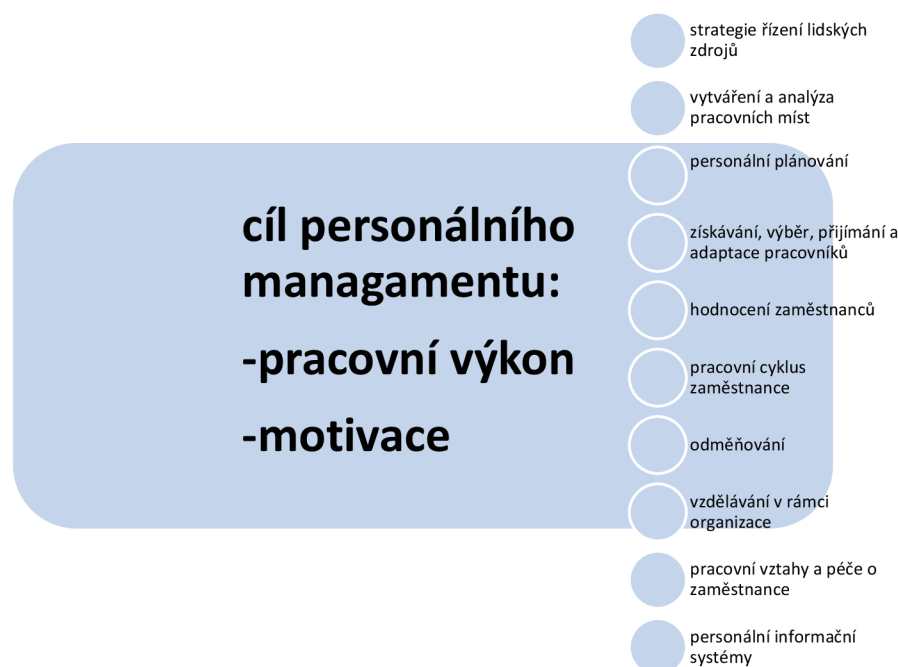 cíl personálního
managamentu:
-pracovní výkon
-motivace
strategie řízení lidských
zdrojů
vytváření a analýza
pracovních míst
personální plánování
získávání, výběr, přijímání a
adaptace pracovníků
hodnocení zaměstnanců
pracovní cyklus
zaměstnance
odměňování
vzdělávání v rámci
organizace
pracovní vztahy a péče o
zaměstnance
personální informační
systémy